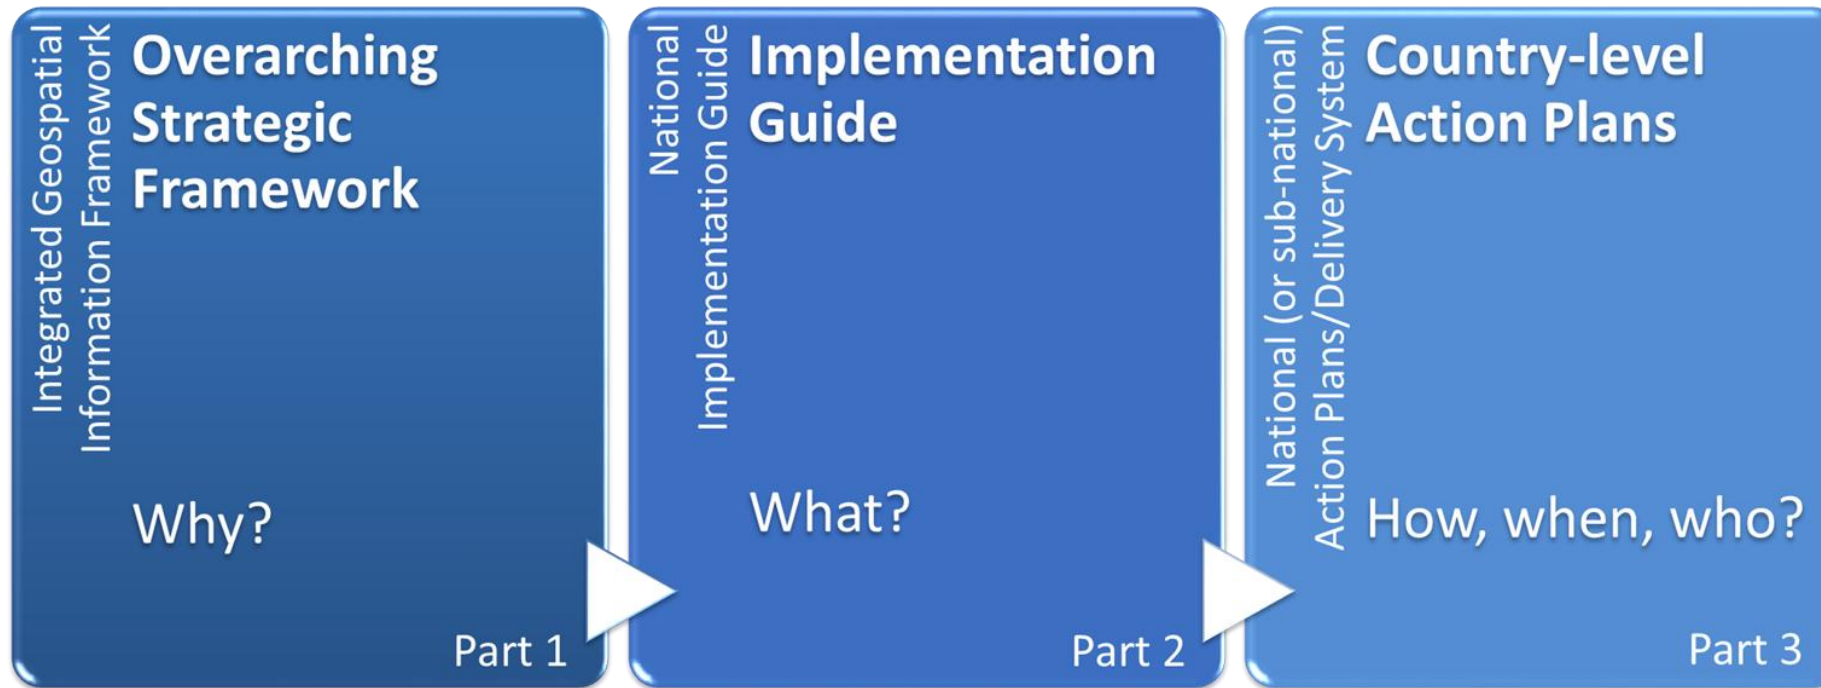 Integrated Geospatial
Information Framework
Overarching
Strategic
Framework
Why?
Part 1
National
Implementation Guide
Implementation
Guide
What?
Part 2
National (or sub-national)
Action Plans/Delivery System
Country-level
Action Plans
How, when, who?
Part 3